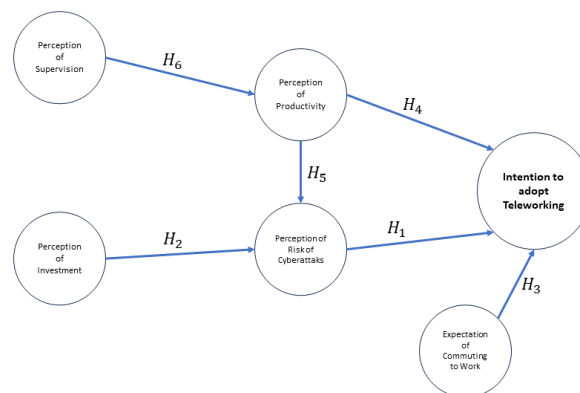 Perception
of
Supervision
H6
Perception
of
Productivity
H4
Intention to
adopt
Teleworking
H5
Perception
of
Investment
H2
Perception of
Risk of
Cyberattaks
H1
H3
Expectation
of
Commuting
to Work